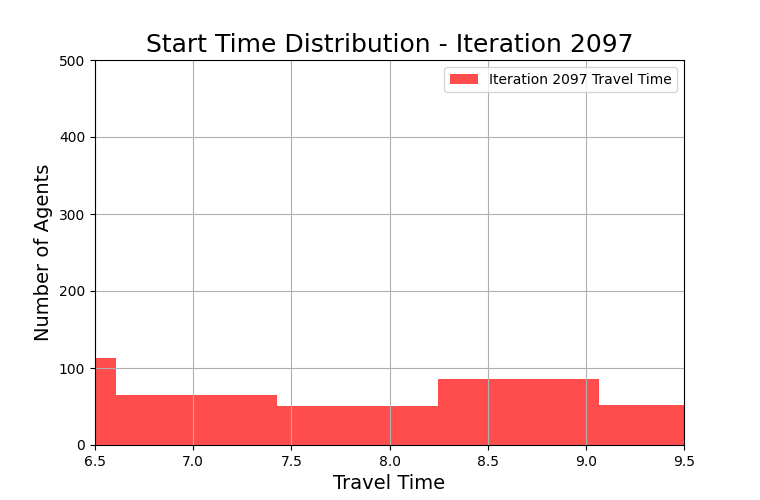 Start Time Distribution - Iteration 2097
Iteration 2097 Travel Time
Number of Agents
500
400
300
200
100
0
6.5 7.0 7.5 8.0 8.5 9.0 9.5
Travel Time